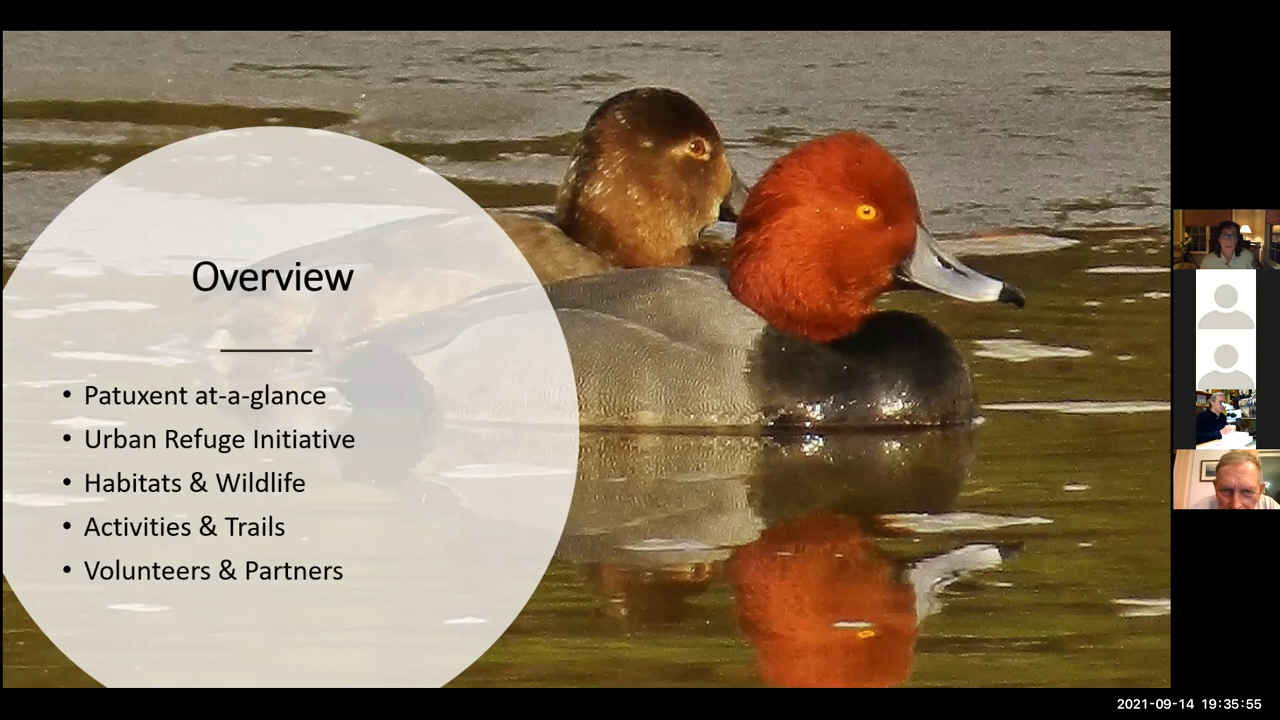 Overview
• Patuxent at-a-glance
• Urban Refuge Initiative
• Habitats & Wildlife
• Activities & Trails
• Volunteers & Partners
2021-09-14 19:35:55